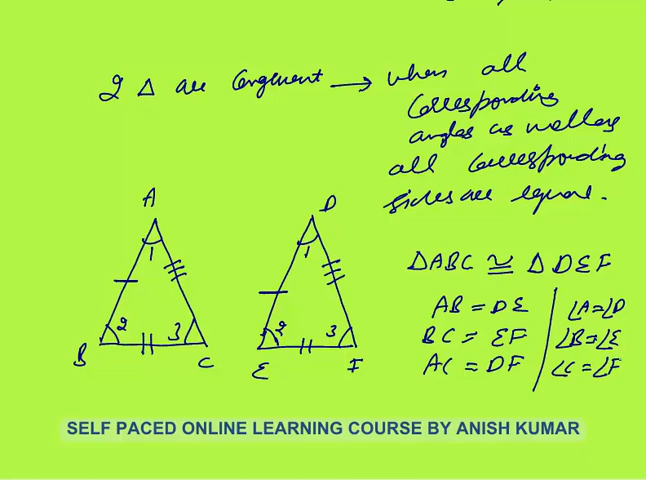 2 Δ are Congruent → when all
Corresponding
angles as well as
all Corresponding
sides are equal.
A
D
1
1
ΔABC ≅ ΔDEF
AB = DE | ∠A=∠D
2 3
2 3
BC = EF | ∠B=∠E
B C
E F
AC = DF | ∠C=∠F
SELF PACED ONLINE LEARNING COURSE BY ANISH KUMAR